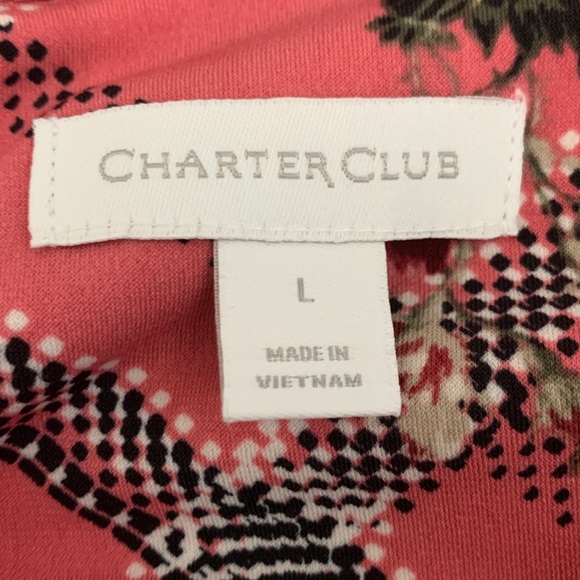 CHARTER CLUB
L
MADE IN
VIETNAM